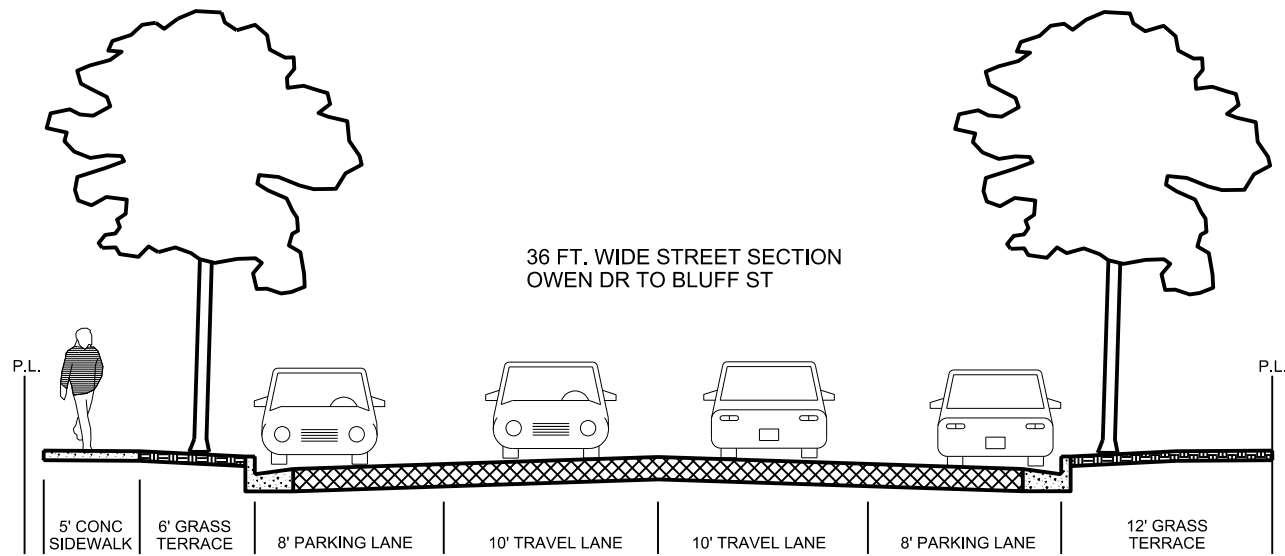 36 FT. WIDE STREET SECTION
OWEN DR TO BLUFF ST
P.L.
P.L.
5' CONC
SIDEWALK
6' GRASS
TERRACE
8' PARKING LANE
10' TRAVEL LANE
10' TRAVEL LANE
8' PARKING LANE
12' GRASS
TERRACE